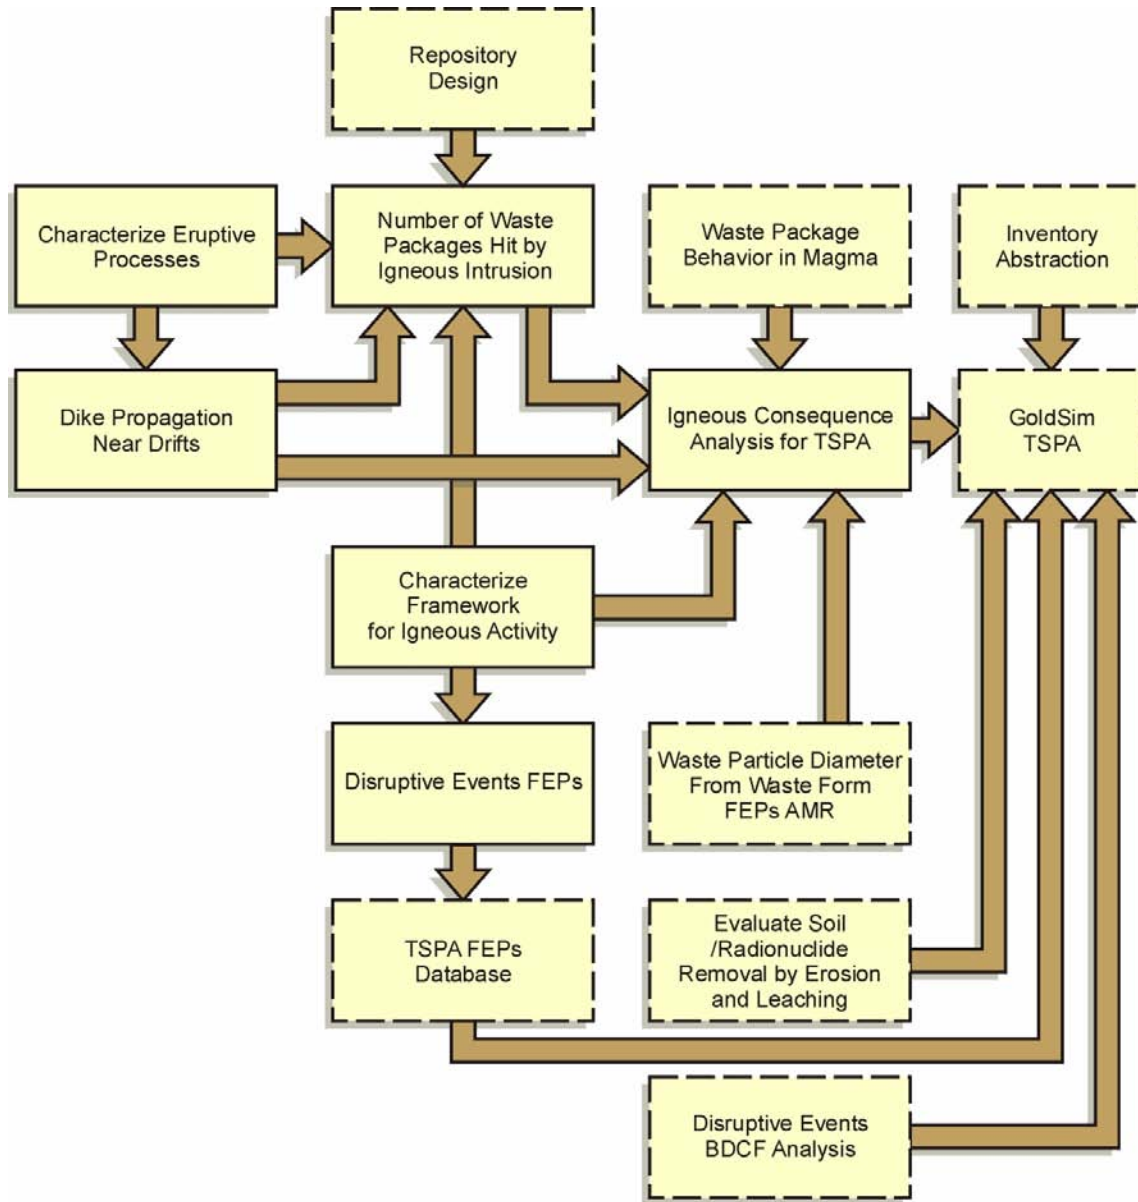 Repository
Design
Characterize Eruptive
Processes
Number of Waste
Packages Hit by
Igneous Intrusion
Waste Package
Behavior in Magma
Inventory
Abstraction
Dike Propagation
Near Drifts
Igneous Consequence
Analysis for TSPA
GoldSim
TSPA
Characterize
Framework
for Igneous Activity
Disruptive Events FEPs
Waste Particle Diameter
From Waste Form
FEPs AMR
TSPA FEPs
Database
Evaluate Soil
/Radionuclide
Removal by Erosion
and Leaching
Disruptive Events
BDCF Analysis